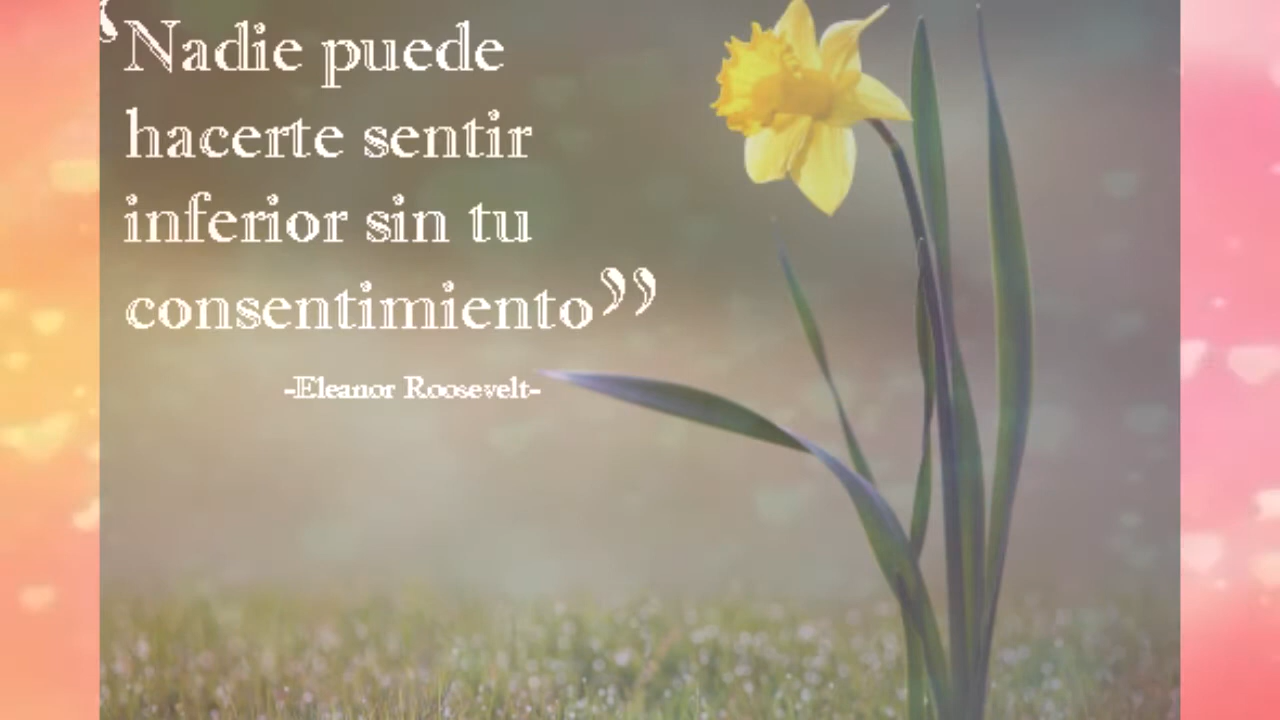 ‘Nadie puede
hacerte sentir
inferior sin tu
consentimiento”
-Eleanor Roosevelt-